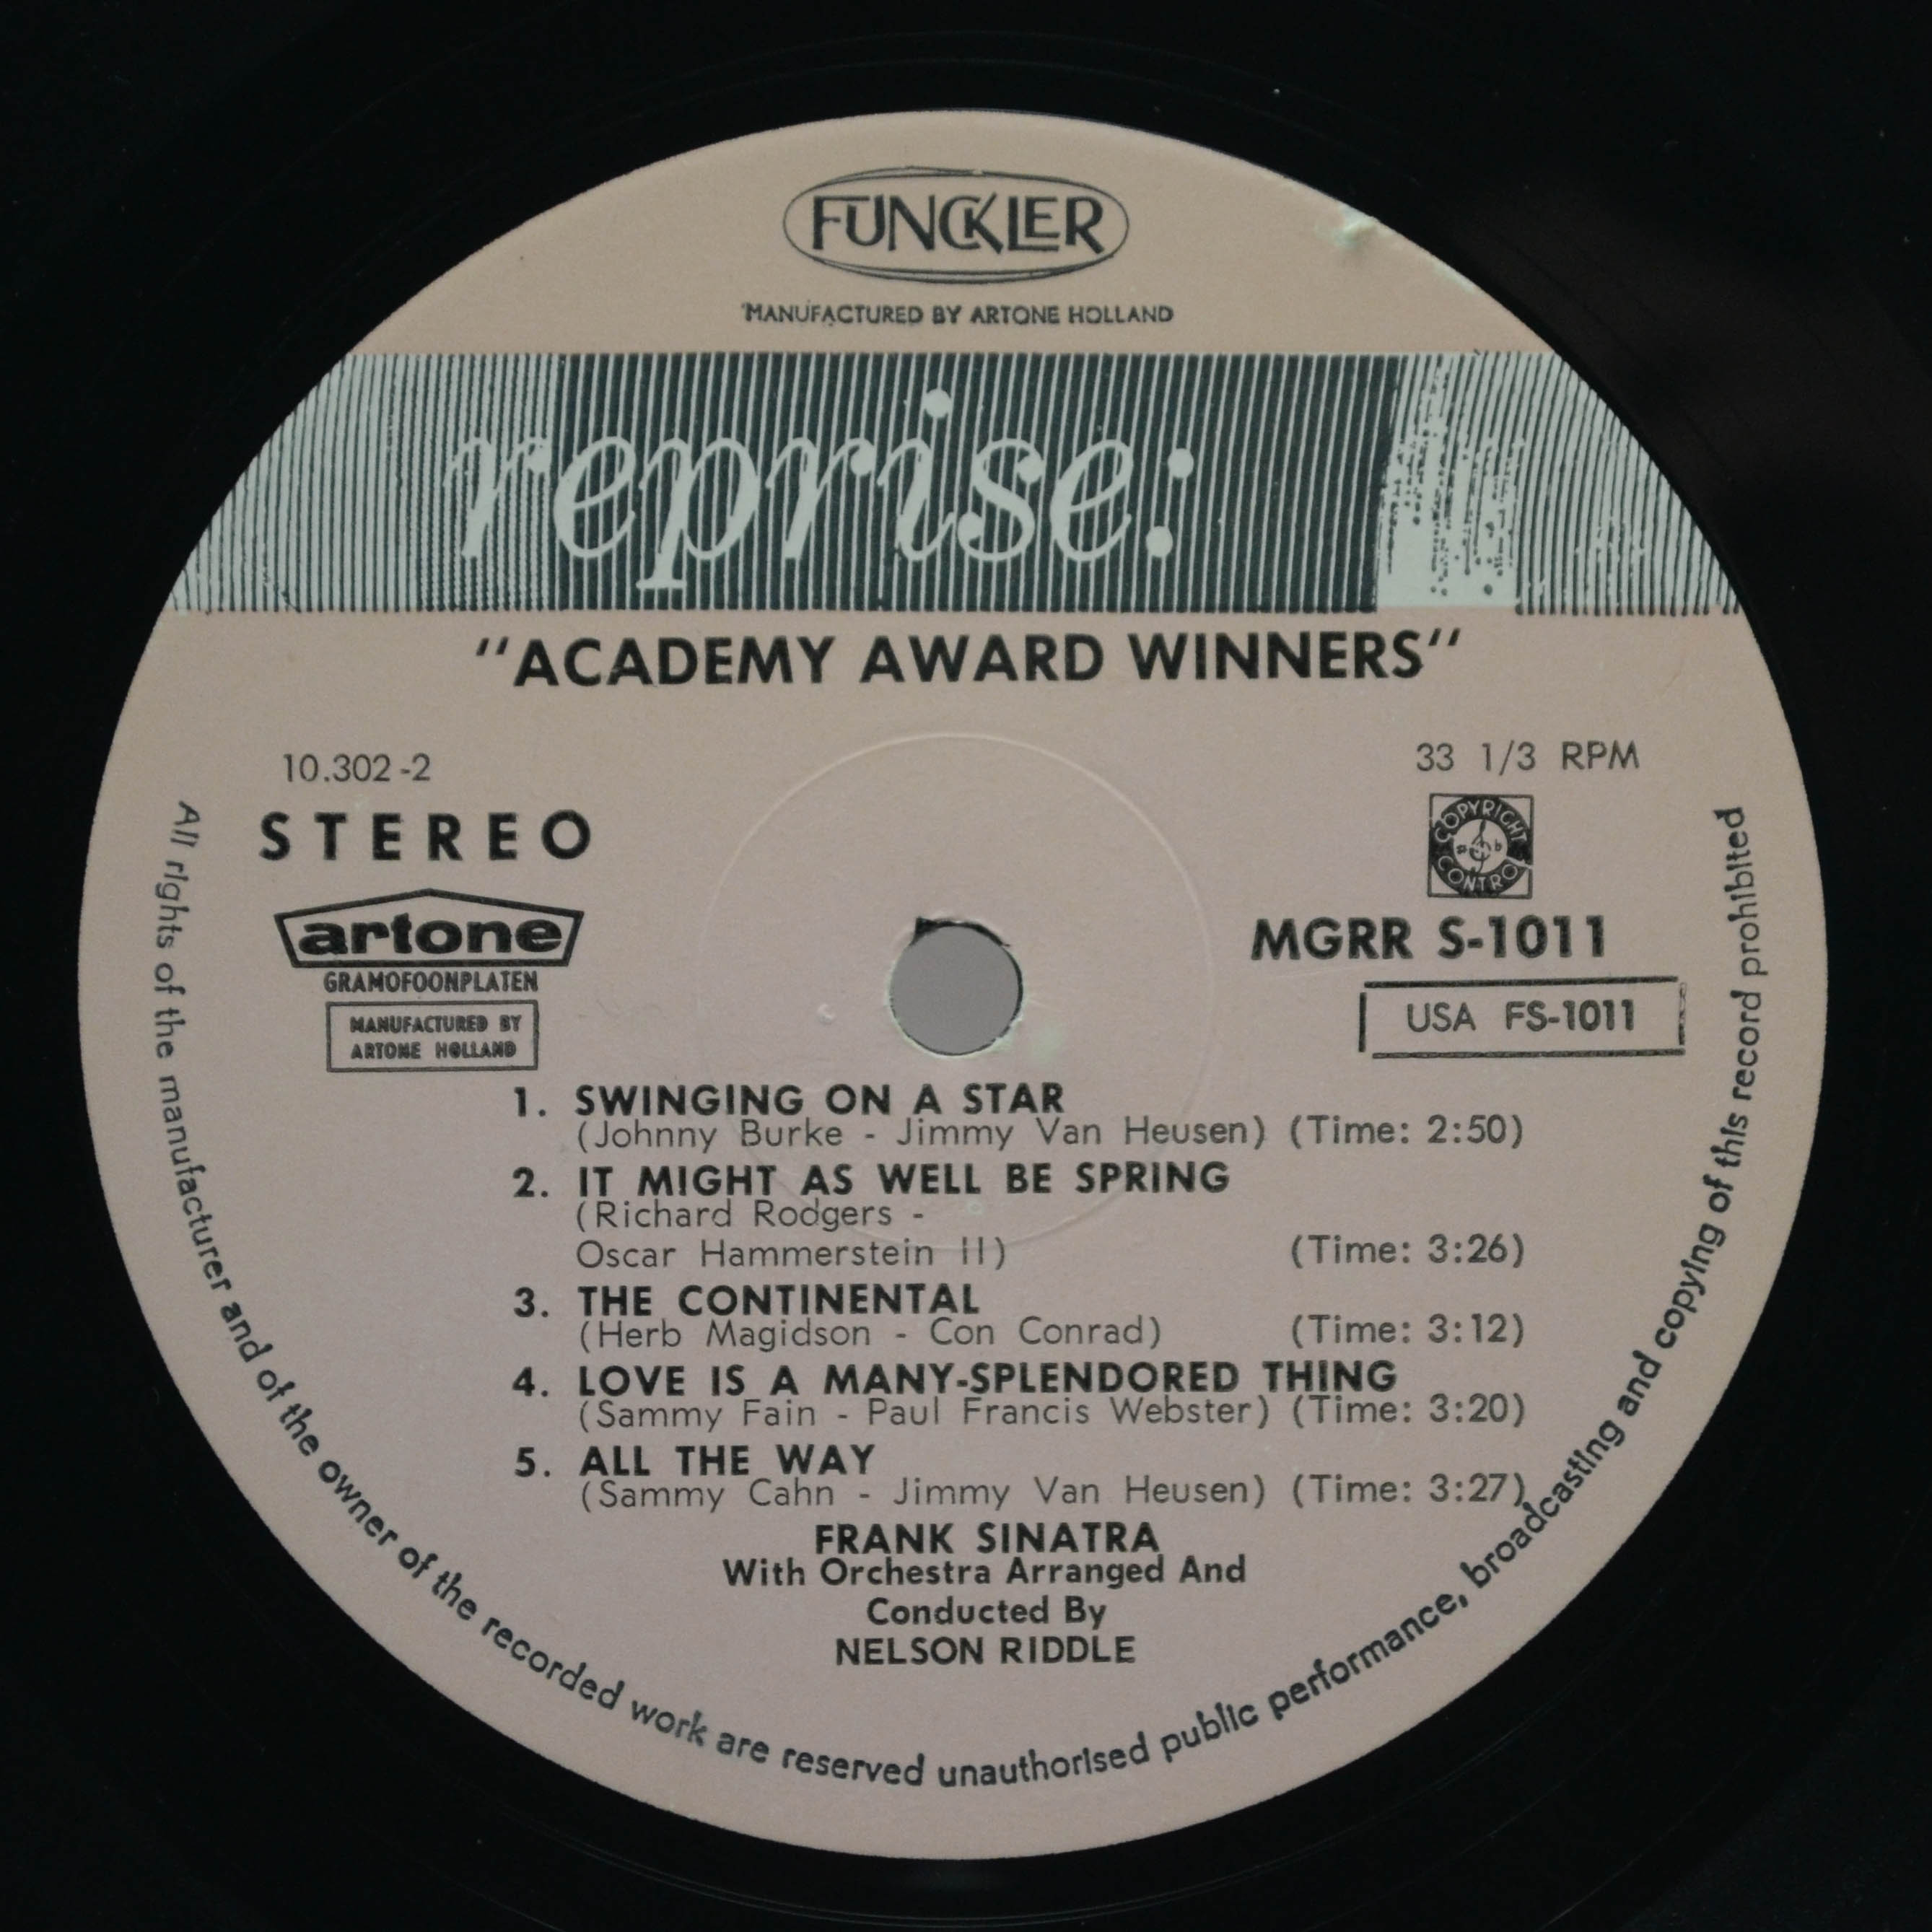 FUNCKLER
MANUFACTURED BY ARTONE HOLLAND
reprise:
"ACADEMY AWARD WINNERS"
10.302-2
33 1/3 RPM
STEREO
COPYRIGHT
CONTROL
artone
GRAMOFOONPLATEN
MANUFACTURED BY
ARTONE HOLLAND
MGRR S-1011
USA FS-1011
1. SWINGING ON A STAR
(Johnny Burke - Jimmy Van Heusen) (Time: 2:50)
2. IT MIGHT AS WELL BE SPRING
(Richard Rodgers -
Oscar Hammerstein II) (Time: 3:26)
3. THE CONTINENTAL
(Herb Magidson - Con Conrad) (Time: 3:12)
4. LOVE IS A MANY-SPLENDORED THING
(Sammy Fain - Paul Francis Webster) (Time: 3:20)
5. ALL THE WAY
(Sammy Cahn - Jimmy Van Heusen) (Time: 3:27)
FRANK SINATRA
With Orchestra Arranged And
Conducted By
NELSON RIDDLE
All rights of the manufacturer and of the owner of the recorded work are reserved unauthorised public performance, broadcasting and copying of this record prohibited